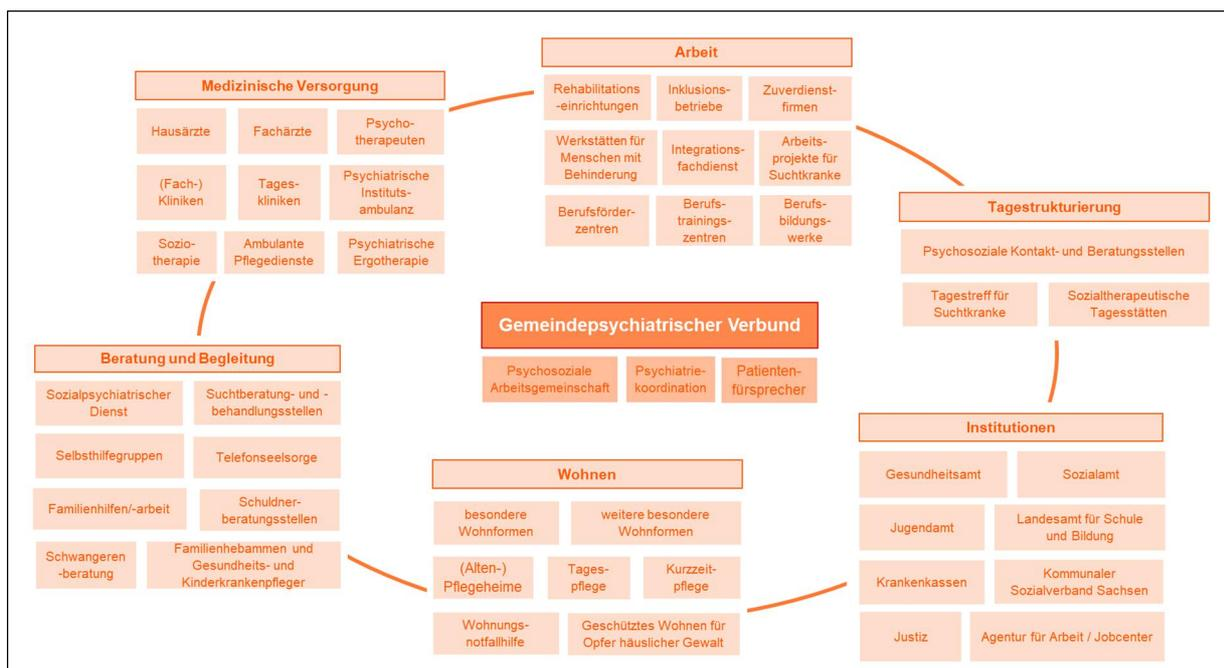 Medizinische Versorgung
Hausärzte
Fachärzte
Psycho-
therapeuten
(Fach-)
Kliniken
Tages-
kliniken
Psychiatrische
Instituts-
ambulanz
Sozio-
therapie
Ambulante
Pflegedienste
Psychiatrische
Ergotherapie
Arbeit
Rehabilitations
-einrichtungen
Inklusions-
betriebe
Zuverdienst-
firmen
Werkstätten für
Menschen mit
Behinderung
Integrations-
fachdienst
Arbeits-
projekte für
Suchtkranke
Berufsförder-
zentren
Berufs-
trainings-
zentren
Berufs-
bildungs-
werke
Tagestrukturierung
Psychosoziale Kontakt- und Beratungsstellen
Tagestreff für
Suchtkranke
Sozialtherapeutische
Tagesstätten
Gemeindepsychiatrischer Verbund
Psychosoziale
Arbeitsgemeinschaft
Psychiatrie-
koordination
Patienten-
fürsprecher
Beratung und Begleitung
Sozialpsychiatrischer
Dienst
Suchtberatung- und -
behandlungsstellen
Selbsthilfegruppen
Telefonseelsorge
Familienhilfen/-arbeit
Schuldner-
beratungsstellen
Schwangeren
-beratung
Familienhebammen und
Gesundheits- und
Kinderkrankenpfleger
Wohnen
besondere
Wohnformen
weitere besondere
Wohnformen
(Alten-)
Pflegeheime
Tages-
pflege
Kurzzeit-
pflege
Wohnungs-
notfallhilfe
Geschütztes Wohnen für
Opfer häuslicher Gewalt
Institutionen
Gesundheitsamt
Sozialamt
Jugendamt
Landesamt für Schule
und Bildung
Krankenkassen
Kommunaler
Sozialverband Sachsen
Justiz
Agentur für Arbeit / Jobcenter